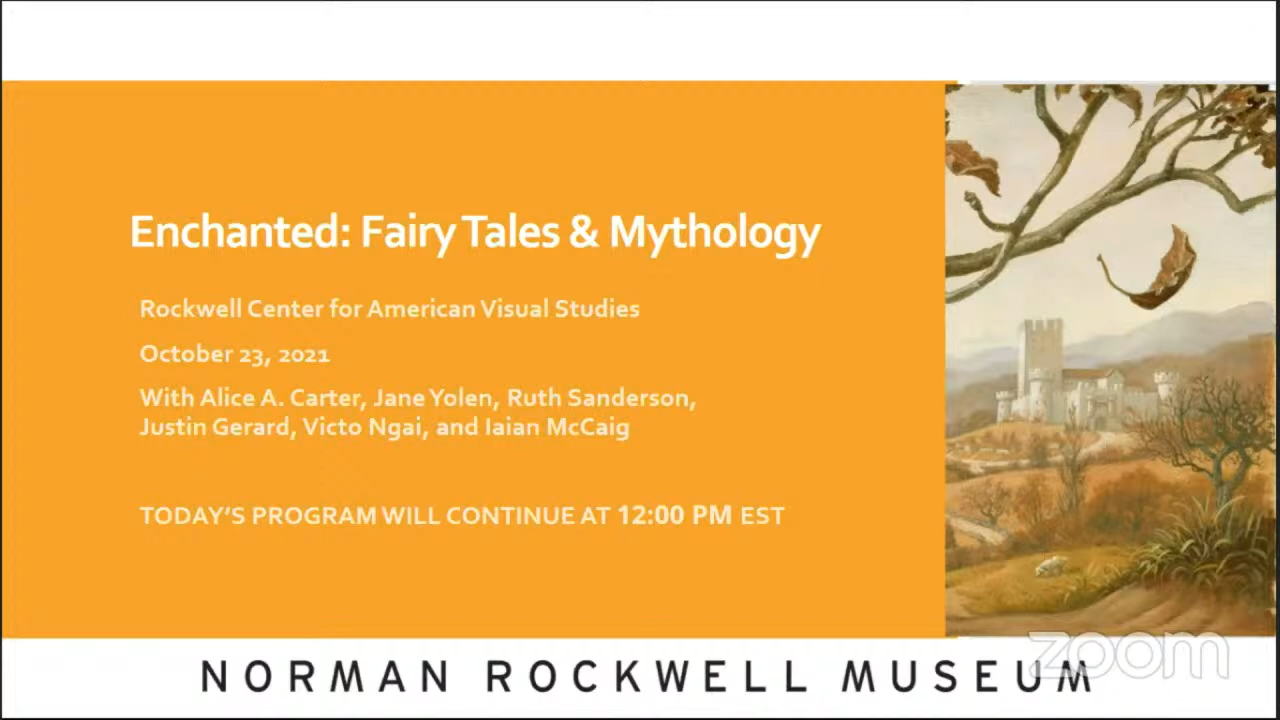 Enchanted: Fairy Tales & Mythology
Rockwell Center for American Visual Studies
October 23, 2021
With Alice A. Carter, Jane Yolen, Ruth Sanderson,
Justin Gerard, Victo Ngai, and Iaian McCaig
TODAY'S PROGRAM WILL CONTINUE AT 12:00 PM EST
NORMAN ROCKWELL MUSEUM
zoom